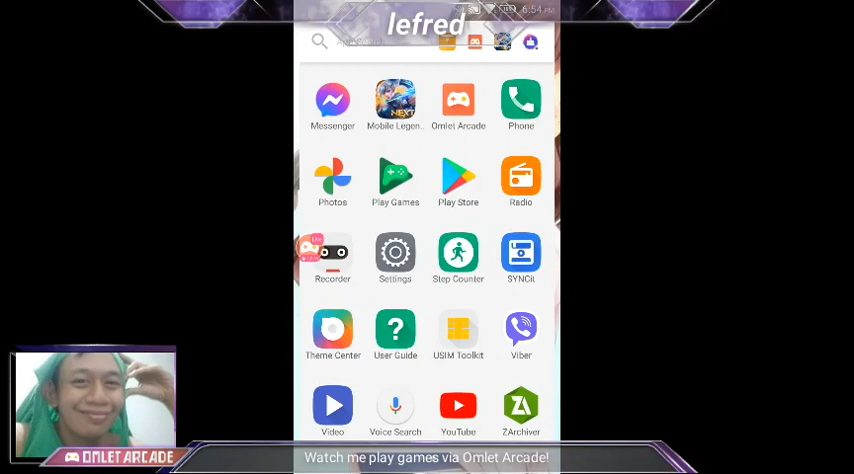 lefred
6:54 PM
Messenger
Mobile Legen..
Omlet Arcade
Phone
Photos
Play Games
Play Store
Radio
Live
Recorder
Settings
Step Counter
SYNCit
Theme Center
User Guide
USIM Toolkit
Viber
Video
Voice Search
YouTube
ZArchiver
OMLET ARCADE
Watch me play games via Omlet Arcade!